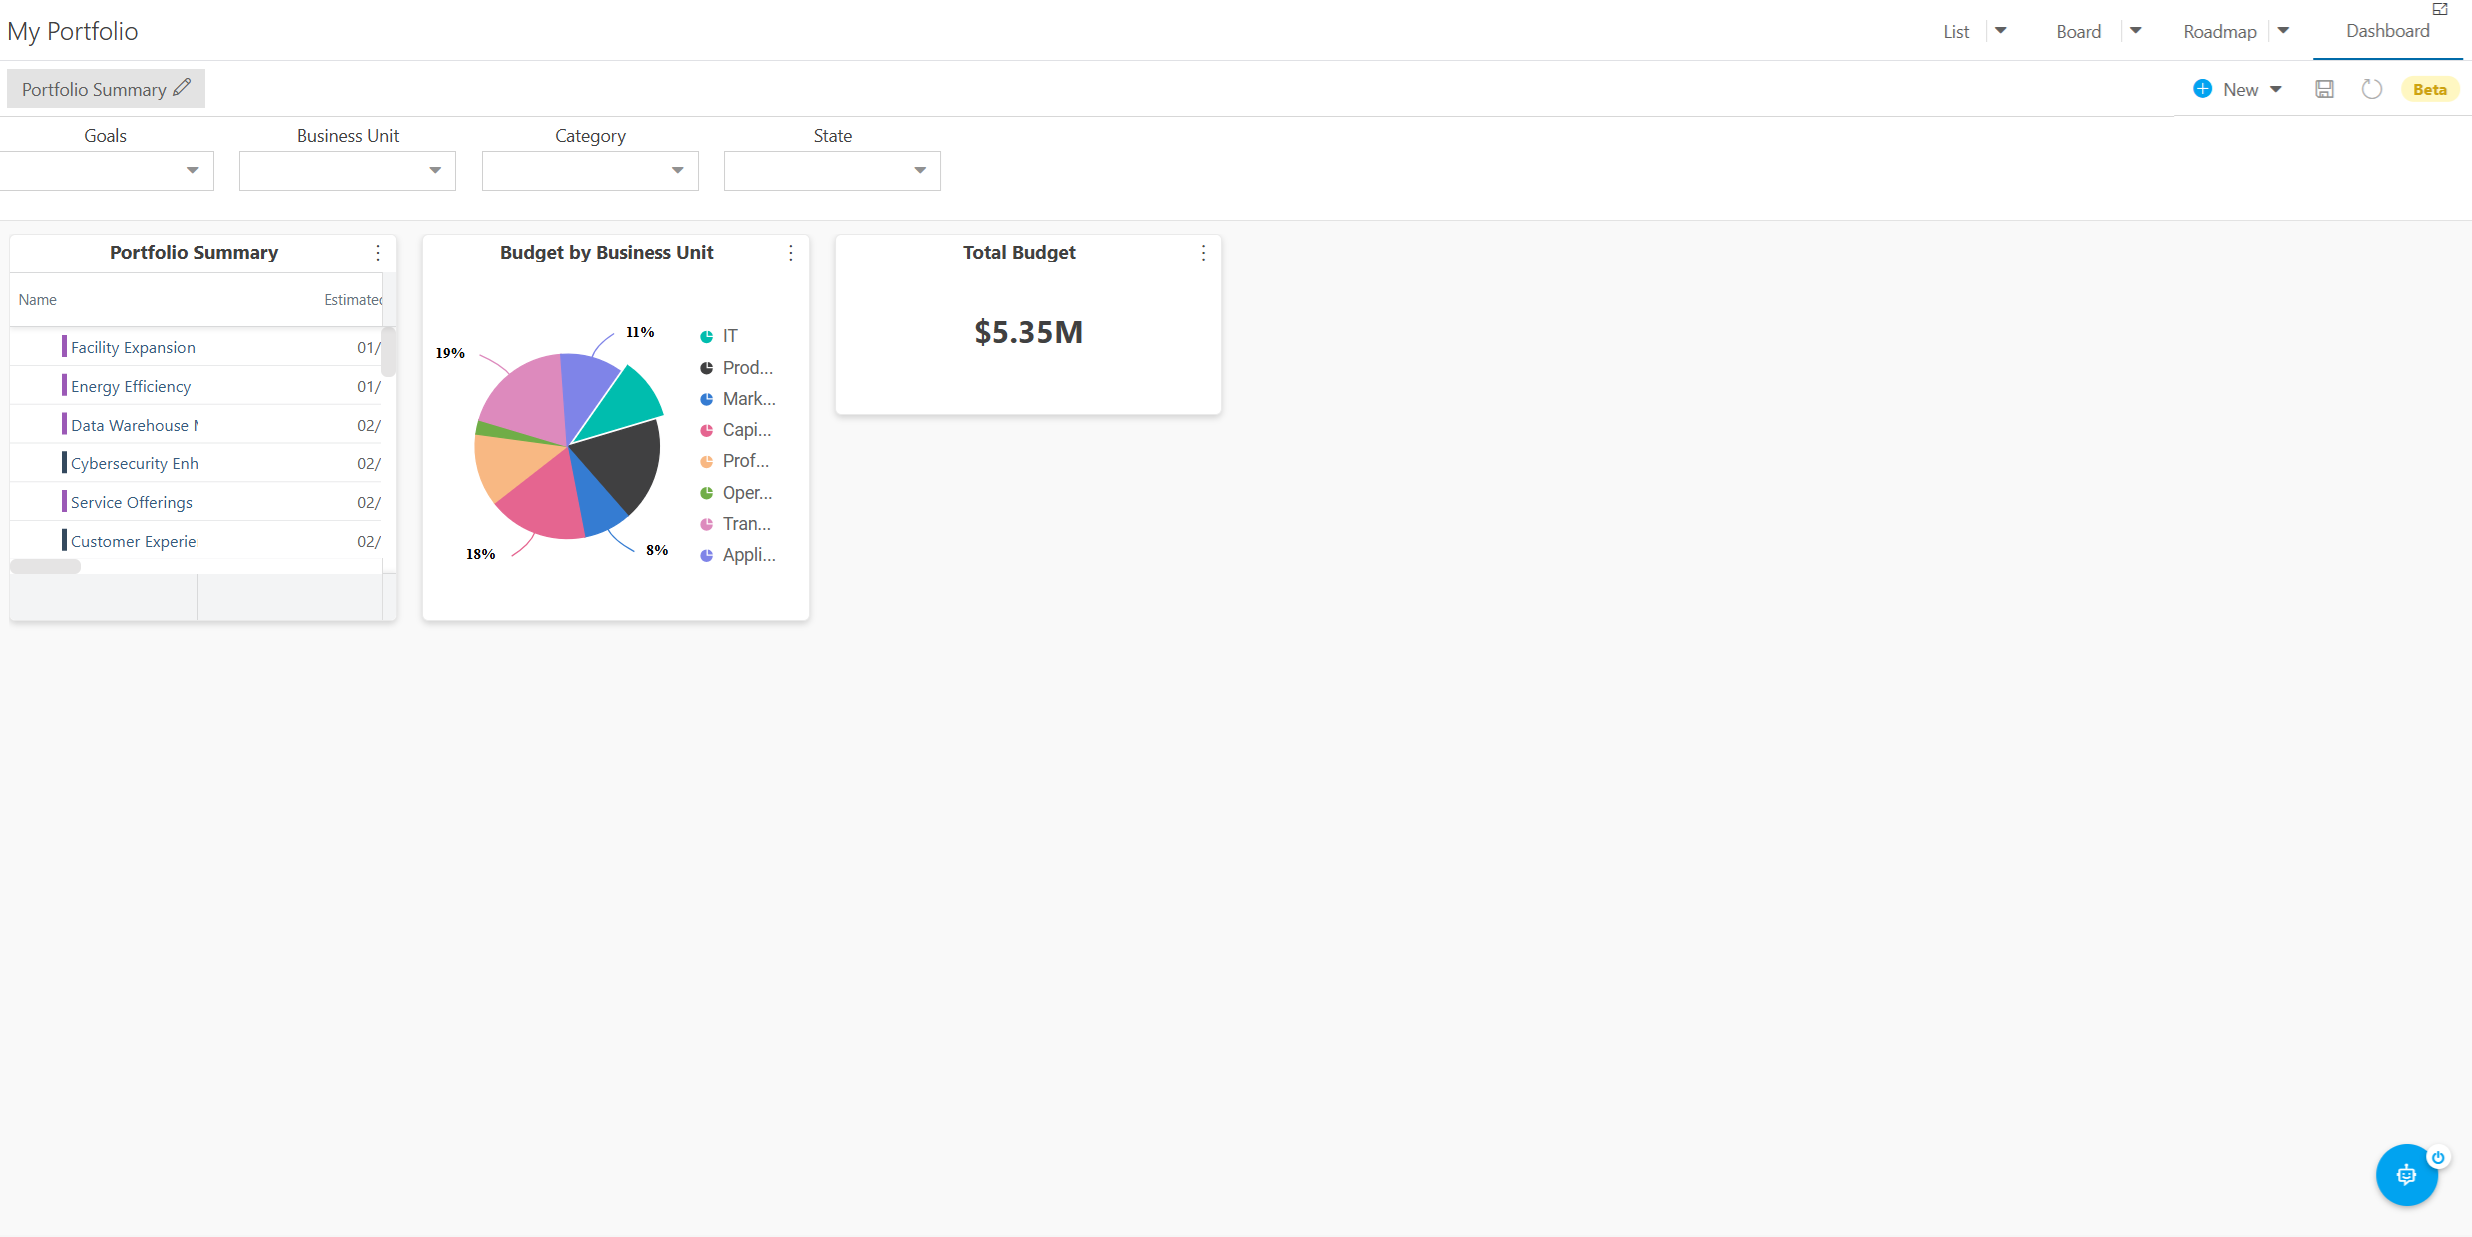 My Portfolio
List
Board
Roadmap
Dashboard
Portfolio Summary
New
Beta
Goals
Business Unit
Category
State
Portfolio Summary
Name
Estimated
Facility Expansion
01/
Energy Efficiency
01/
Data Warehouse
02/
Cybersecurity Enh
02/
Service Offerings
02/
Customer Experie
02/
Budget by Business Unit
11%
19%
18%
8%
IT
Prod...
Mark...
Capi...
Prof...
Oper...
Tran...
Appli...
Total Budget
$5.35M